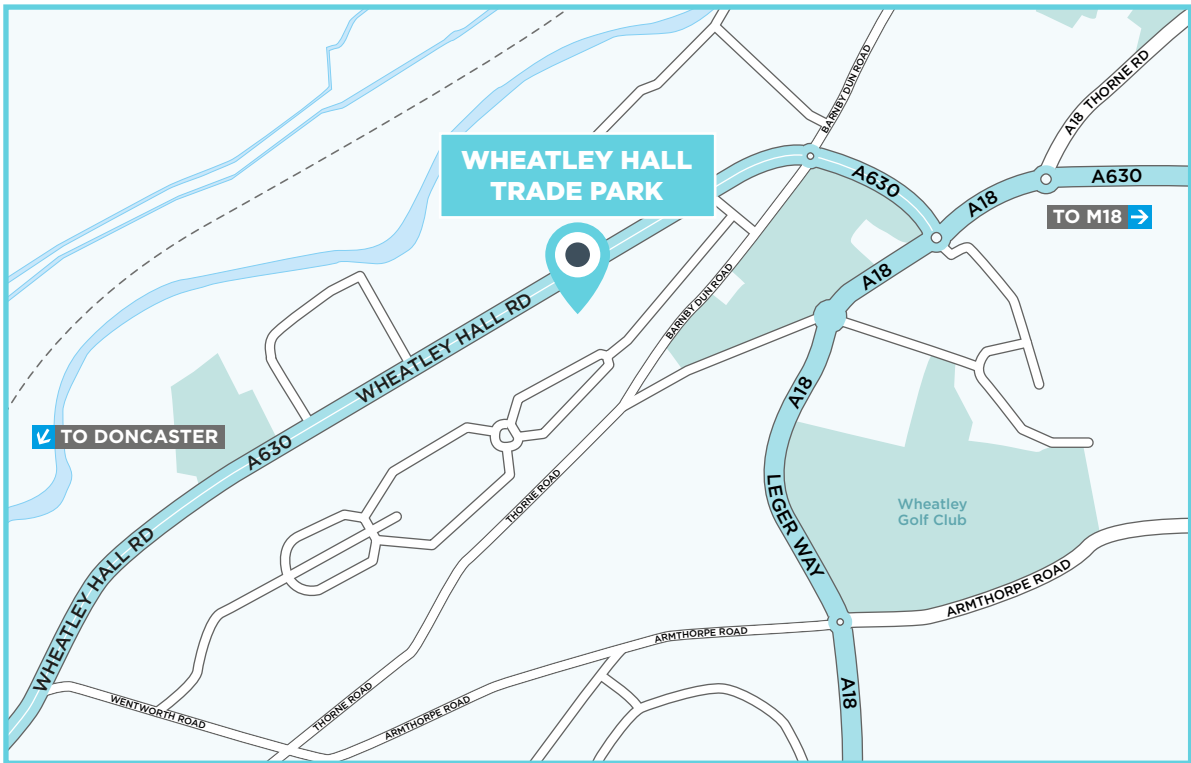 BARNBY DUN ROAD
A18 THORNE RD
WHEATLEY HALL
TRADE PARK
A630
A18
A630
TO M18
A18
BARNBY DUN ROAD
WHEATLEY HALL RD
A18
TO DONCASTER
A630
THORNE ROAD
LEGER WAY
Wheatley
Golf Club
WHEATLEY HALL RD
ARMTHORPE ROAD
ARMTHORPE ROAD
A18
WENTWORTH ROAD
THORNE ROAD
ARMTHORPE ROAD